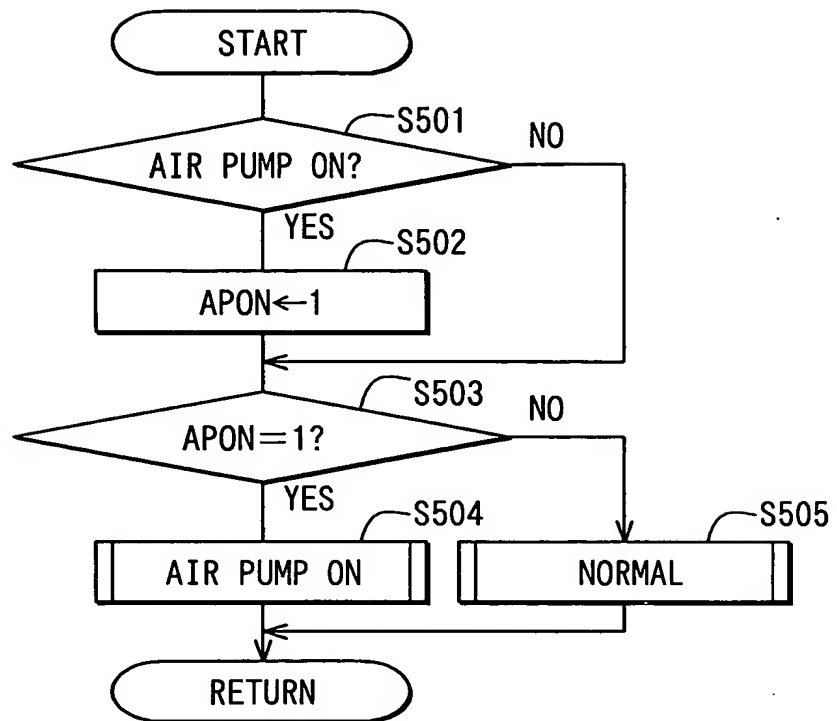 START
S501
AIR PUMP ON?
NO
YES
S502
APON←1
S503
APON=1?
NO
YES
S504
AIR PUMP ON
S505
NORMAL
RETURN